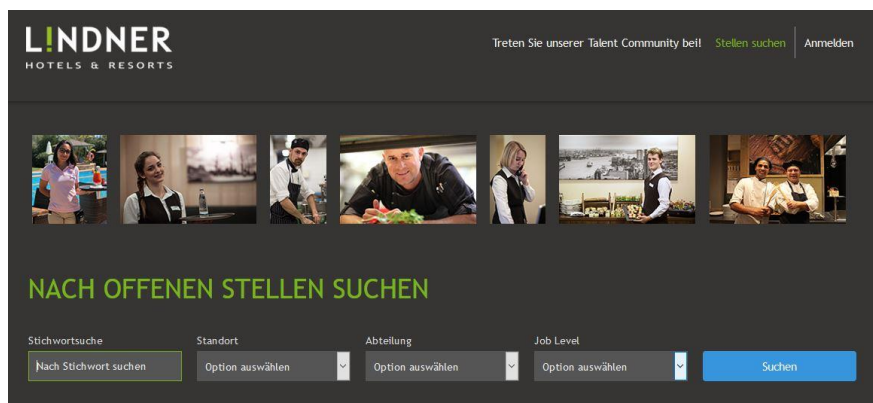 L!NDNER
HOTELS & RESORTS
Treten Sie unserer Talent Community bei! Stellen suchen Anmelden
NACH OFFENEN STELLEN SUCHEN
Stichwortsuche Standort Abteilung Job Level
Nach Stichwort suchen Option auswählen Option auswählen Option auswählen Suchen